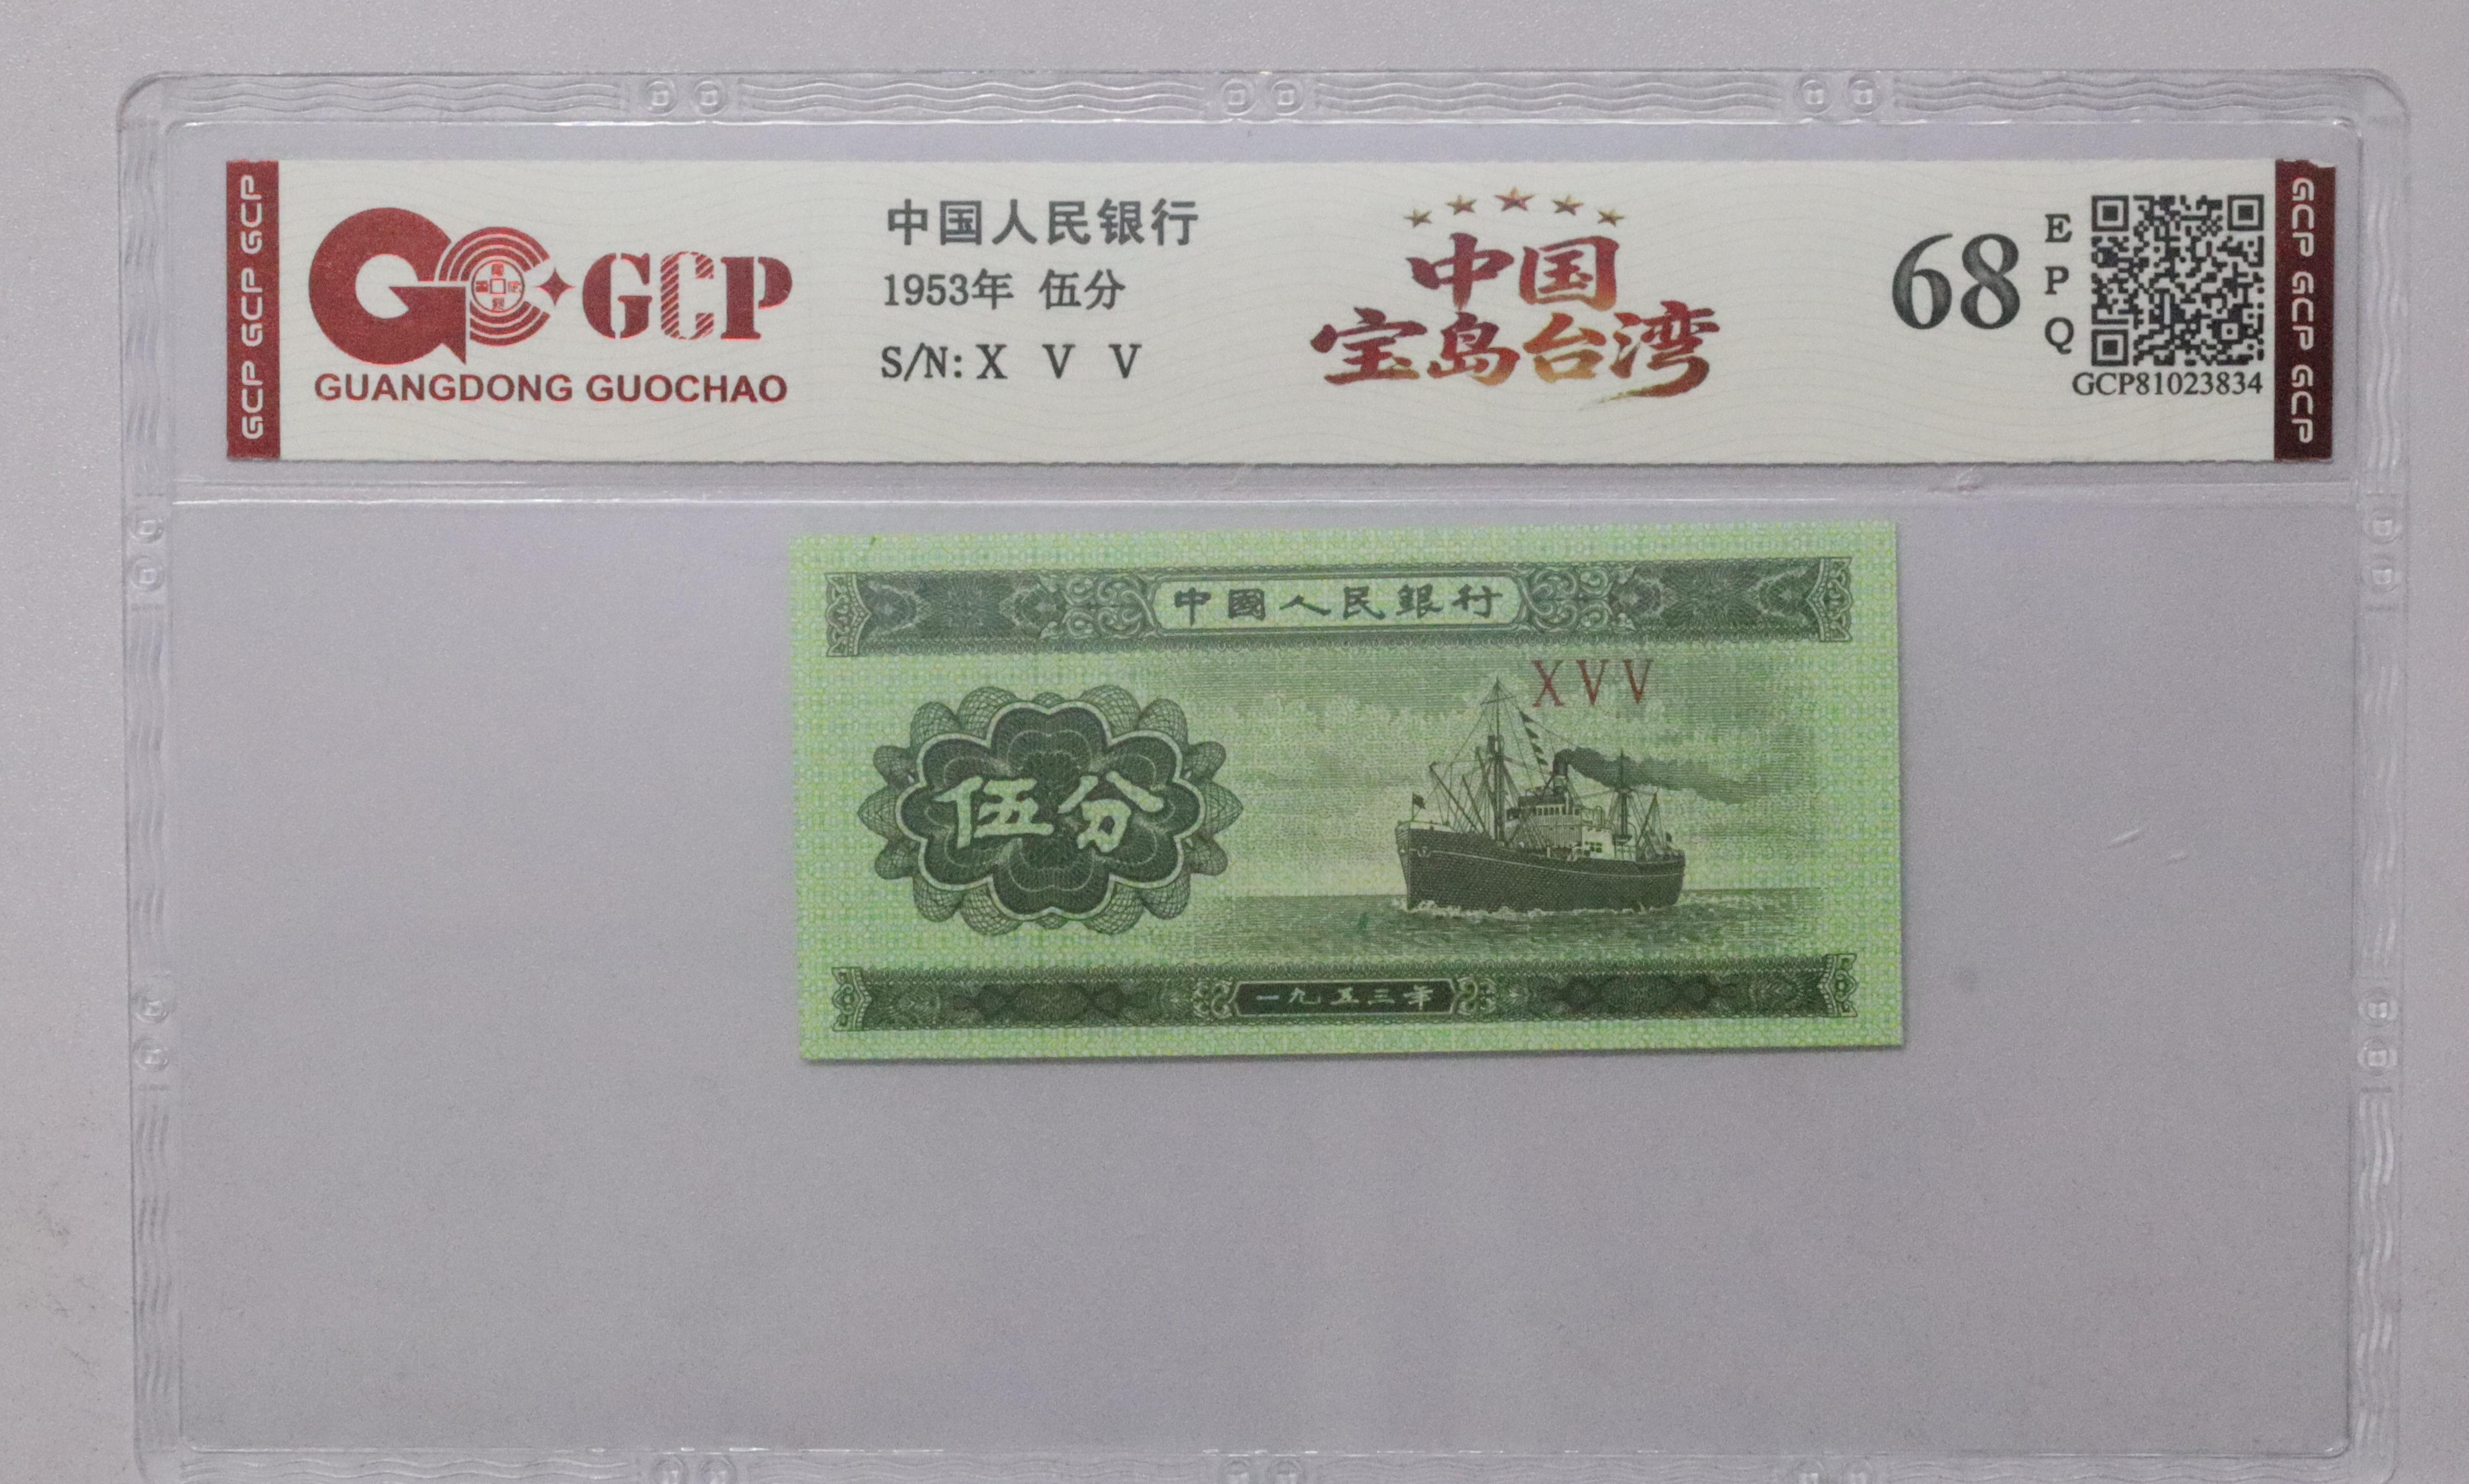 GCP GCP GCP
GCP
GUANGDONG GUOCHAO
中国人民银行
1953年 伍分
S/N: X V V
中国
宝岛台湾
68
E
P
Q
GCP81023834
GCP GCP GCP
中國人民銀行
XVV
伍分
一九五三年